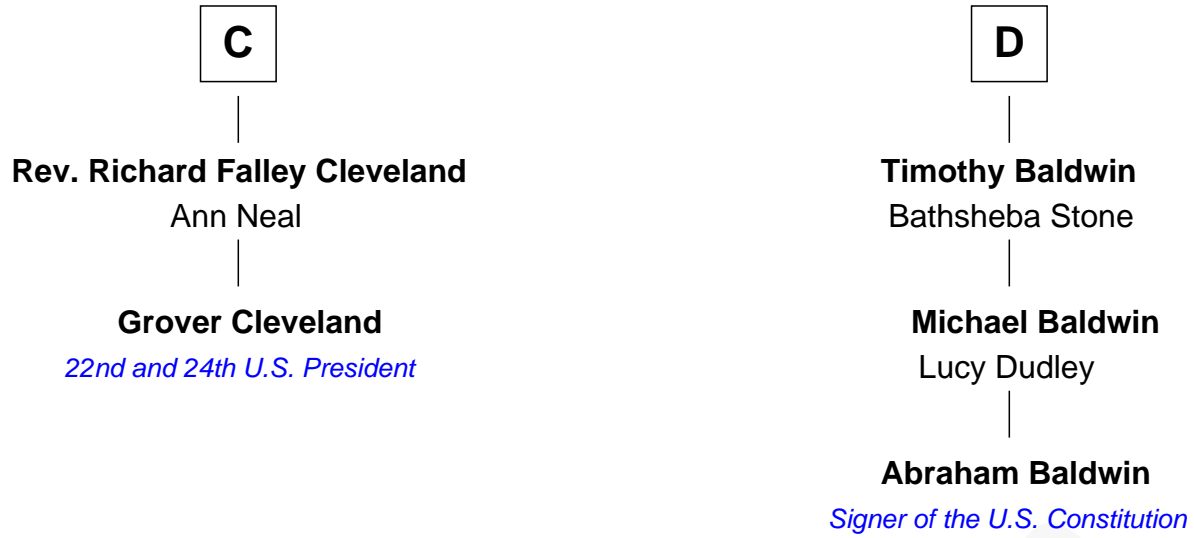 C
Rev. Richard Falley Cleveland
Ann Neal
Grover Cleveland
22nd and 24th U.S. President
D
Timothy Baldwin
Bathsheba Stone
Michael Baldwin
Lucy Dudley
Abraham Baldwin
Signer of the U.S. Constitution